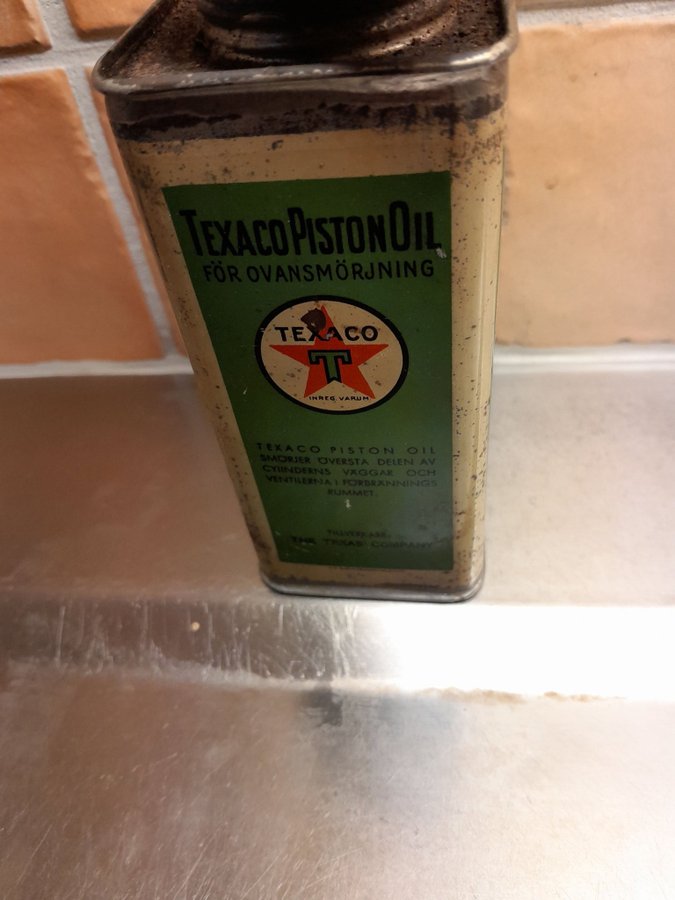 TEXACO PISTON OIL
FÖR OVANSMÖRJNING
TEXACO
T
INREG. VARUM
TEXACO PISTON OIL
SMÖRJER ÖVERSTA DELEN AV
CYLINDERNS VÄGGAR OCH
VENTILERNA I FÖRBRÄNNINGS
RUMMET.
TILLVERKARE:
THE TEXAS COMPANY